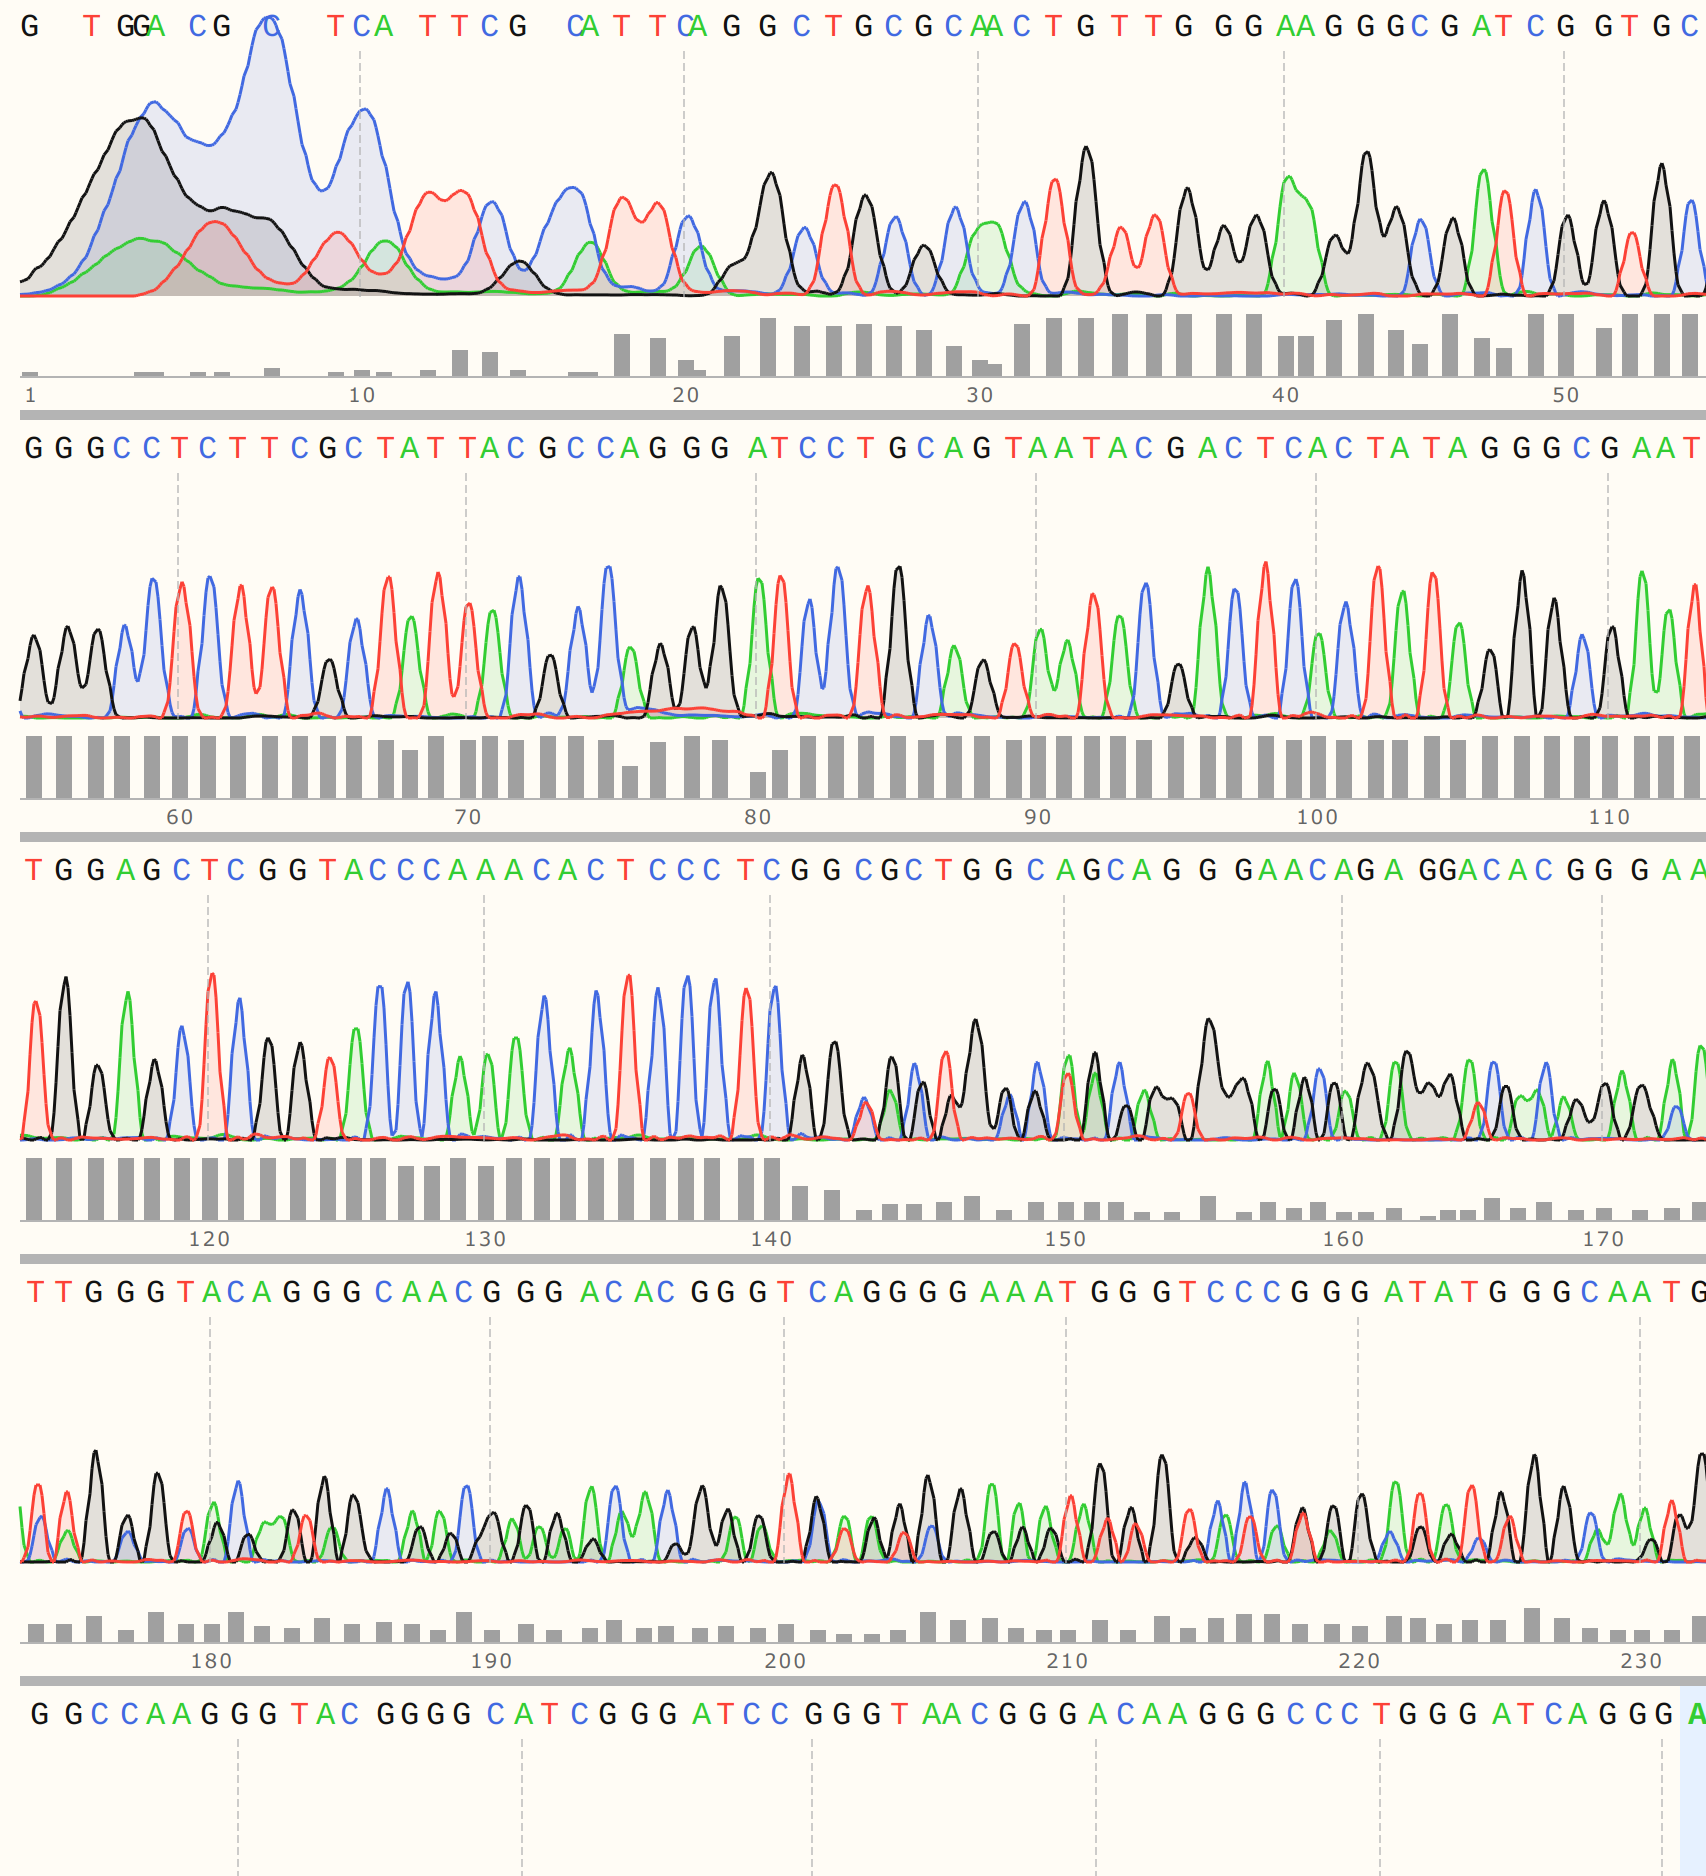 G T GGA CG C TCA TTCG CATTCAGGCTGCGCAACTGTTGGGAAGGGCGATCGGTGC
1 10 20 30 40 50
GGGCCTCTTCGCTATTACGCCAGGGATCCTGCAGTAATACGACTCACTATAGGGCGAAT
60 70 80 90 100 110
TGGAGCTCGGTACCCAAACACTCCCTCGGCGCTGGCAGCAGGGAACAGAGGACACGGGAA
120 130 140 150 160 170
TTGGGTACAGGGCAACGGGACACGGGTCAGGGGAAATGGGTCCCGGGATATGGGCAATG
180 190 200 210 220 230
GGCCAAGGGTACGGGGCATCGGGATCCGGGTAACGGGACAAGGGCCCTGGGATCAGGGA